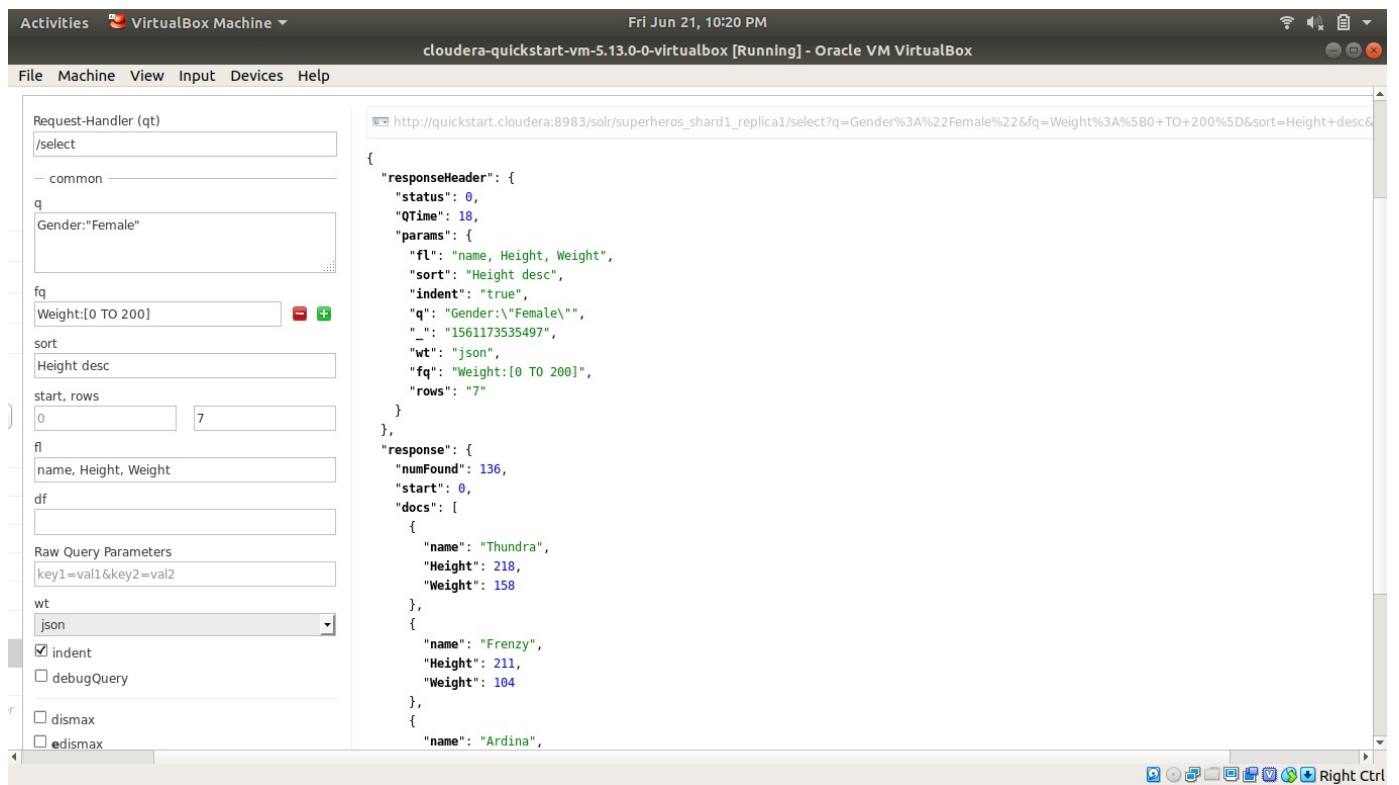 Activities VirtualBox Machine Fri Jun 21, 10:20 PM
cloudera-quickstart-vm-5.13.0-0-virtualbox [Running] - Oracle VM VirtualBox
File Machine View Input Devices Help
Request-Handler (qt)
/select
common
q
Gender:"Female"
fq
Weight:[0 TO 200]
sort
Height desc
start, rows
0 7
fl
name, Height, Weight
df
Raw Query Parameters
key1=val1&key2=val2
wt
json
indent
debugQuery
dismax
edismax
http://quickstart.cloudera:8983/solr/superheros_shard1_replica1/select?q=Gender%3A%22Female%22&fq=Weight%3A%5B0+TO+200%5D&sort=Height+desc&
{
"responseHeader": {
"status": 0,
"QTime": 18,
"params": {
"fl": "name, Height, Weight",
"sort": "Height desc",
"indent": "true",
"q": "Gender:\"Female\"",
"_": "1561173535497",
"wt": "json",
"fq": "Weight:[0 TO 200]",
"rows": "7"
}
},
"response": {
"numFound": 136,
"start": 0,
"docs": [
{
"name": "Thundra",
"Height": 218,
"Weight": 158
},
{
"name": "Frenzy",
"Height": 211,
"Weight": 104
},
{
"name": "Ardina",
Right Ctrl